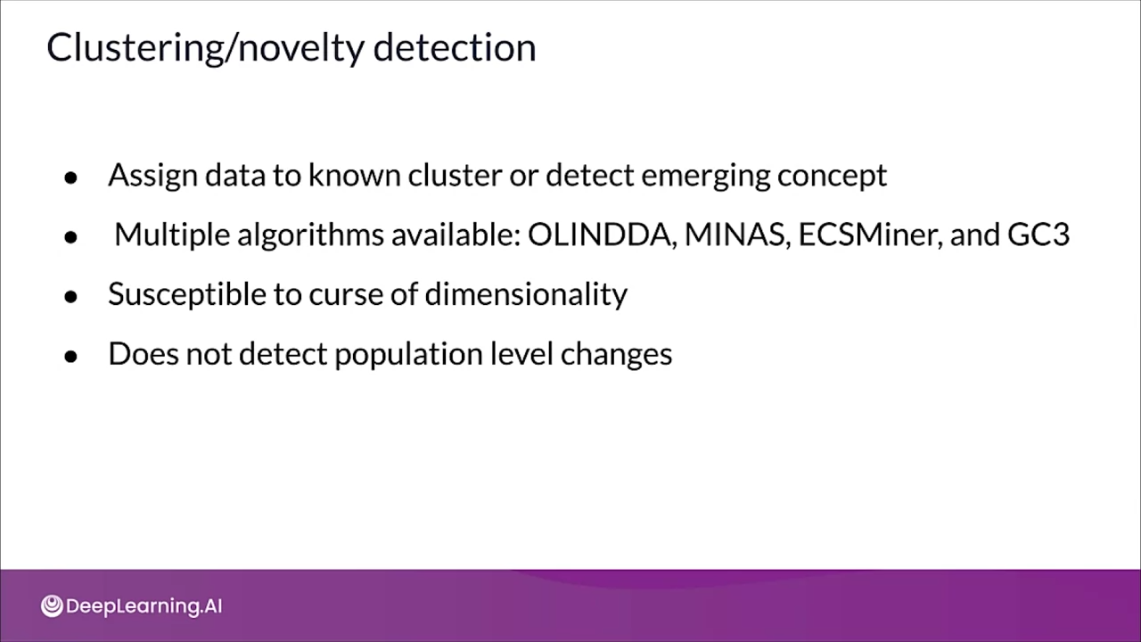 Clustering/novelty detection
● Assign data to known cluster or detect emerging concept
● Multiple algorithms available: OLINDDA, MINAS, ECSMiner, and GC3
● Susceptible to curse of dimensionality
● Does not detect population level changes
DeepLearning.AI